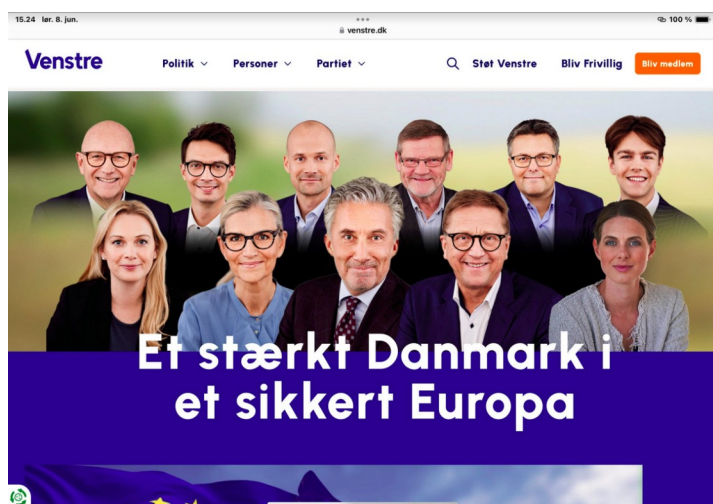 15.24 lør. 8. jun.
100 %
venstre.dk
Venstre
Politik
Personer
Partiet
Støt Venstre
Bliv Frivillig
Bliv medlem
Et stærkt Danmark i
et sikkert Europa